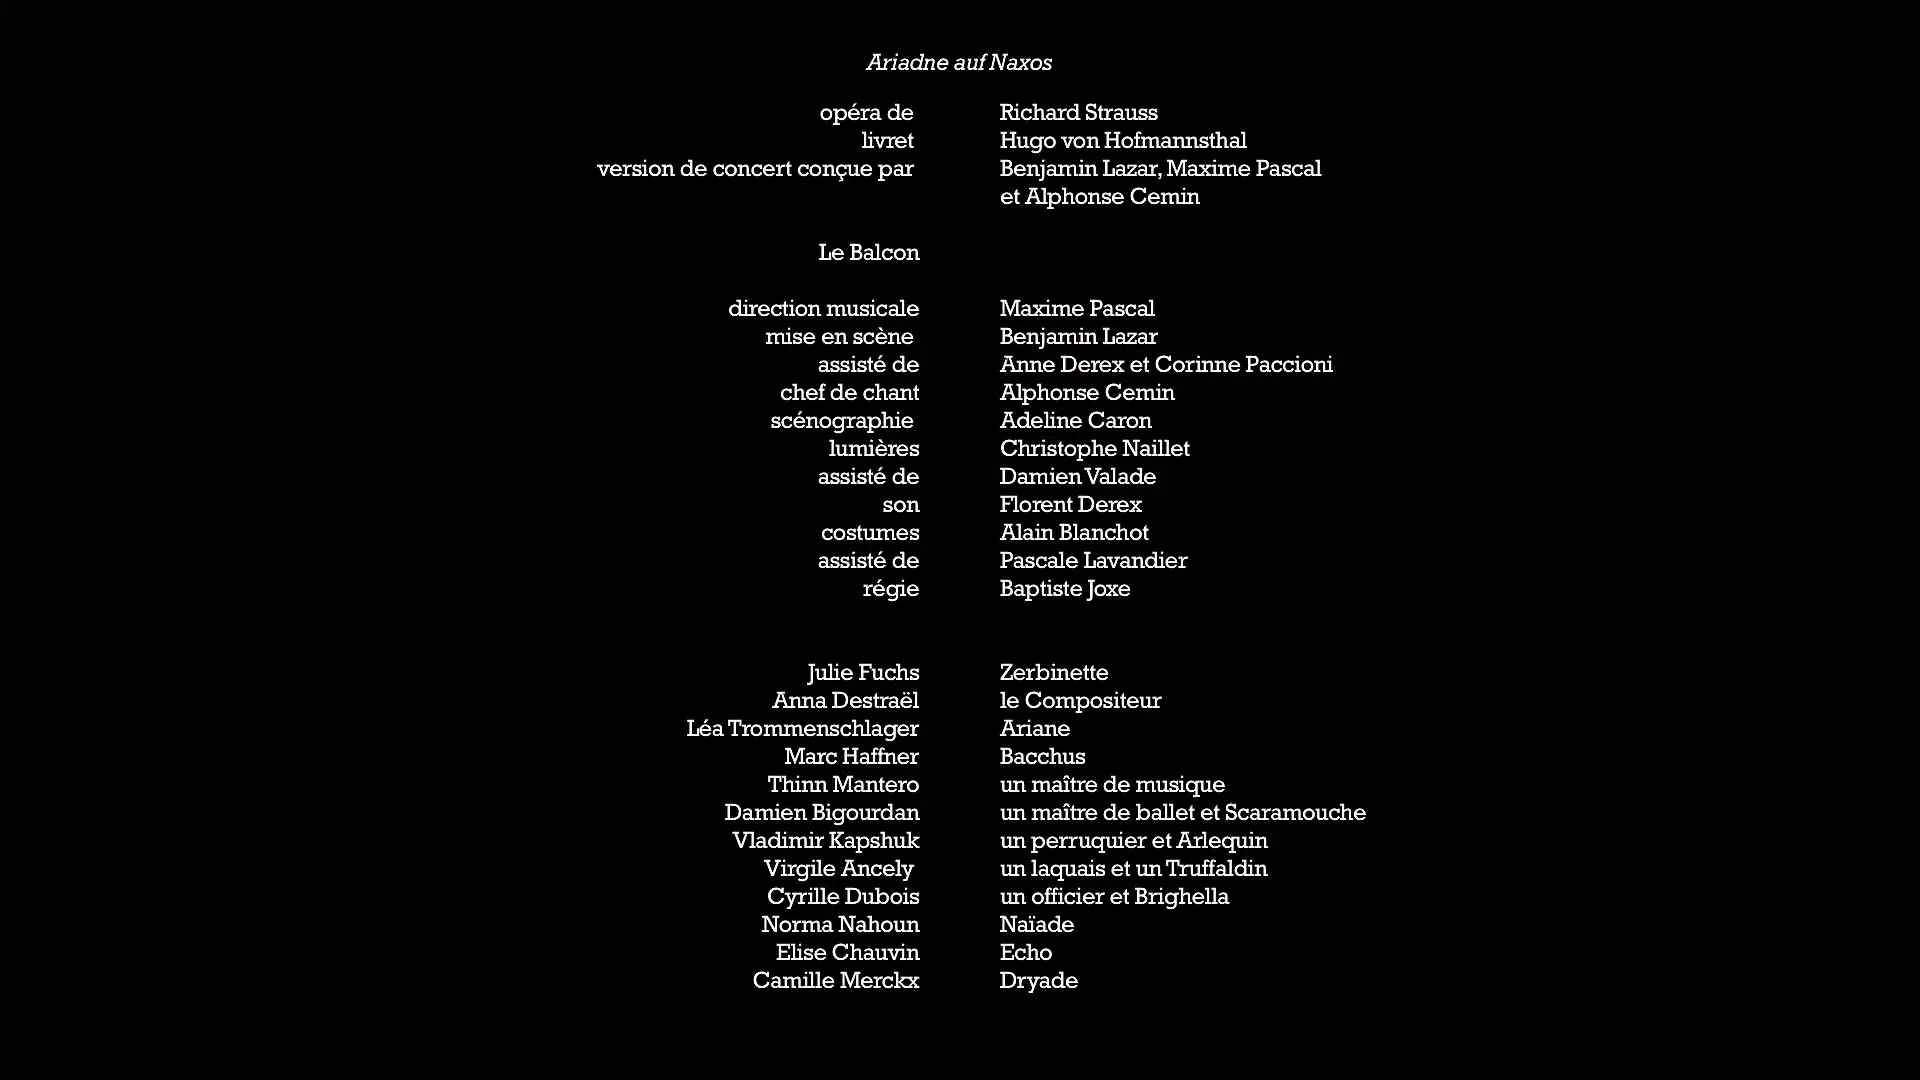 Ariadne auf Naxos
opéra de Richard Strauss
livret Hugo von Hofmannsthal
version de concert conçue par Benjamin Lazar, Maxime Pascal
et Alphonse Cemin
Le Balcon
direction musicale Maxime Pascal
mise en scène Benjamin Lazar
assisté de Anne Derex et Corinne Paccioni
chef de chant Alphonse Cemin
scénographie Adeline Caron
lumières Christophe Naillet
assisté de Damien Valade
son Florent Derex
costumes Alain Blanchot
assisté de Pascale Lavandier
régie Baptiste Joxe
Julie Fuchs Zerbinette
Anna Destraël le Compositeur
Léa Trommenschlager Ariane
Marc Haffner Bacchus
Thinn Mantero un maître de musique
Damien Bigourdan un maître de ballet et Scaramouche
Vladimir Kapshuk un perruquier et Arlequin
Virgile Ancely un laquais et un Truffaldin
Cyrille Dubois un officier et Brighella
Norma Nahoun Naïade
Elise Chauvin Echo
Camille Merckx Dryade